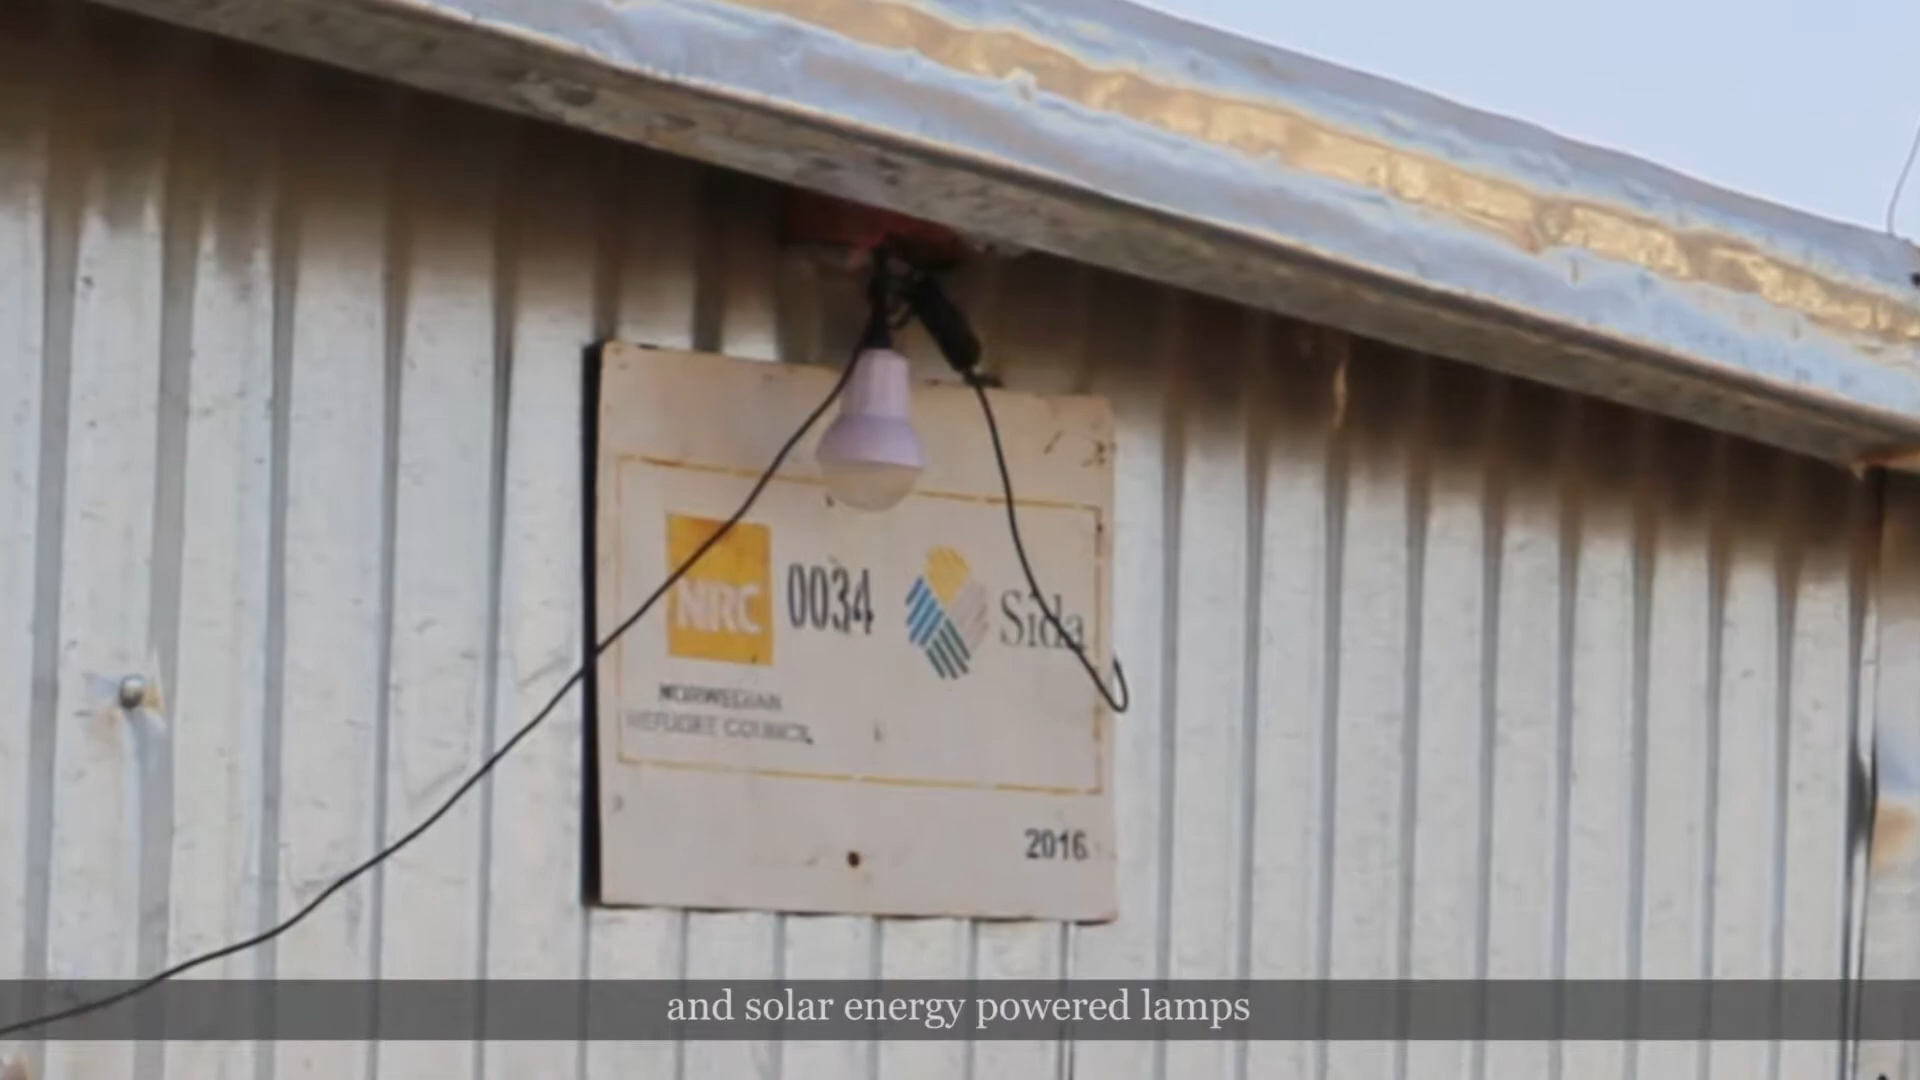 NRC
0034
Sida
NORWEGIAN
REFUGEE COUNCIL
2016
and solar energy powered lamps